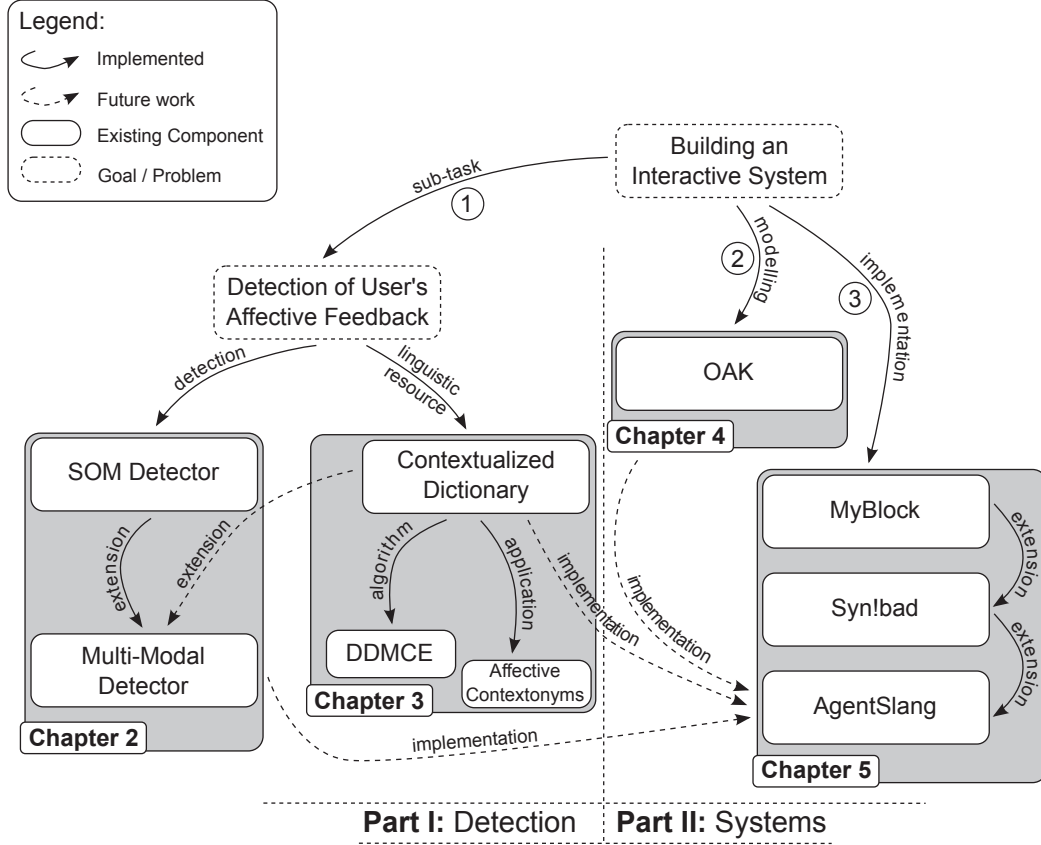 Legend:
Implemented
Future work
Existing Component
Goal / Problem
Building an
Interactive System
sub-task
1
modelling
2
implementation
3
Detection of User's
Affective Feedback
detection
linguistic
resource
OAK
Chapter 4
SOM Detector
extension
Multi-Modal
Detector
Chapter 2
extension
Contextualized
Dictionary
algorithm
application
DDMCE
Affective
Contextonyms
Chapter 3
implementation
implementation
implementation
MyBlock
extension
Syn!bad
extension
AgentSlang
Chapter 5
Part I: Detection
Part II: Systems